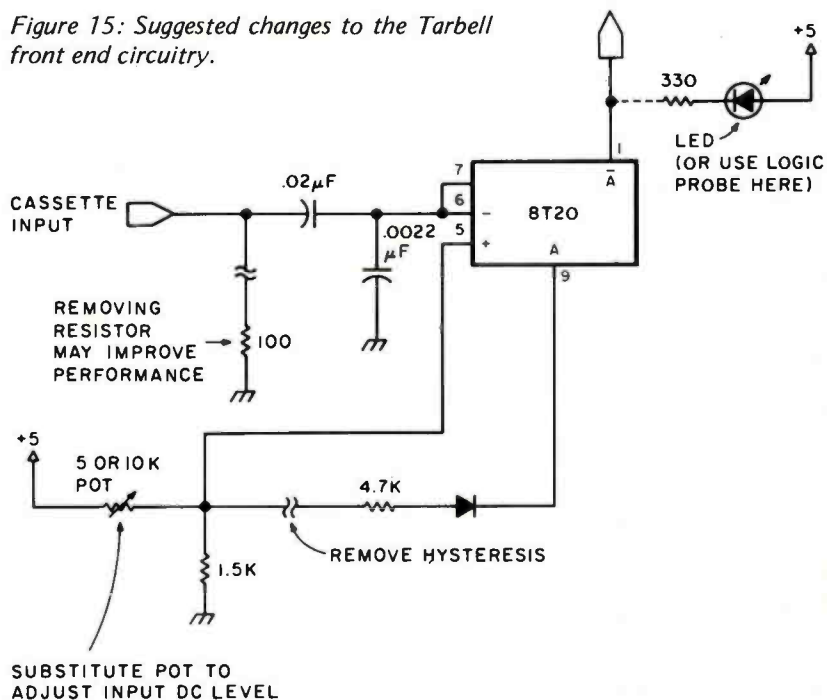 Figure 15: Suggested changes to the Tarbell
front end circuitry.
+5
330
LED
(OR USE LOGIC
PROBE HERE)
1
Ā
7
.02µF
6
-
8T20
CASSETTE
INPUT
5
+
.0022
µF
A
9
REMOVING
RESISTOR
MAY IMPROVE
PERFORMANCE
100
+5
5 OR 10K
POT
4.7K
REMOVE HYSTERESIS
1.5K
SUBSTITUTE POT TO
ADJUST INPUT DC LEVEL